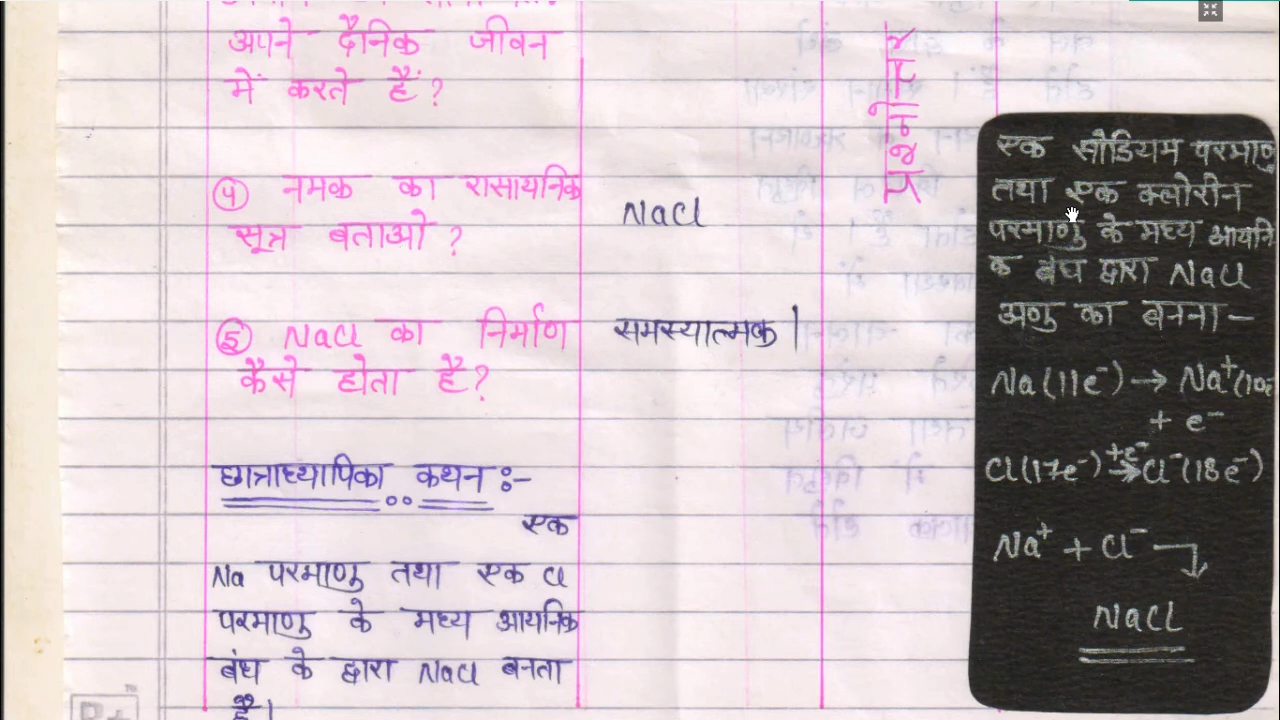 अपने दैनिक जीवन
में करते हैं?
④ नमक का रासायनिक
सूत्र बताओ?
NaCl
⑤ NaCl का निर्माण
कैसे होता है?
समस्यात्मक।
छात्राध्यापिका कथन :-
एक
Na परमाणु तथा एक Cl
परमाणु के मध्य आयनिक
बंध के द्वारा NaCl बनता
है।
एक सोडियम परमाणु
तथा एक क्लोरीन
परमाणु के मध्य आयनि
क बंध द्वारा NaCl
अणु का बनना –
Na(11e⁻) → Na⁺(10e
+ e⁻
Cl(17e⁻) +e⁻→ Cl⁻(18e⁻)
Na⁺ + Cl⁻
NaCl